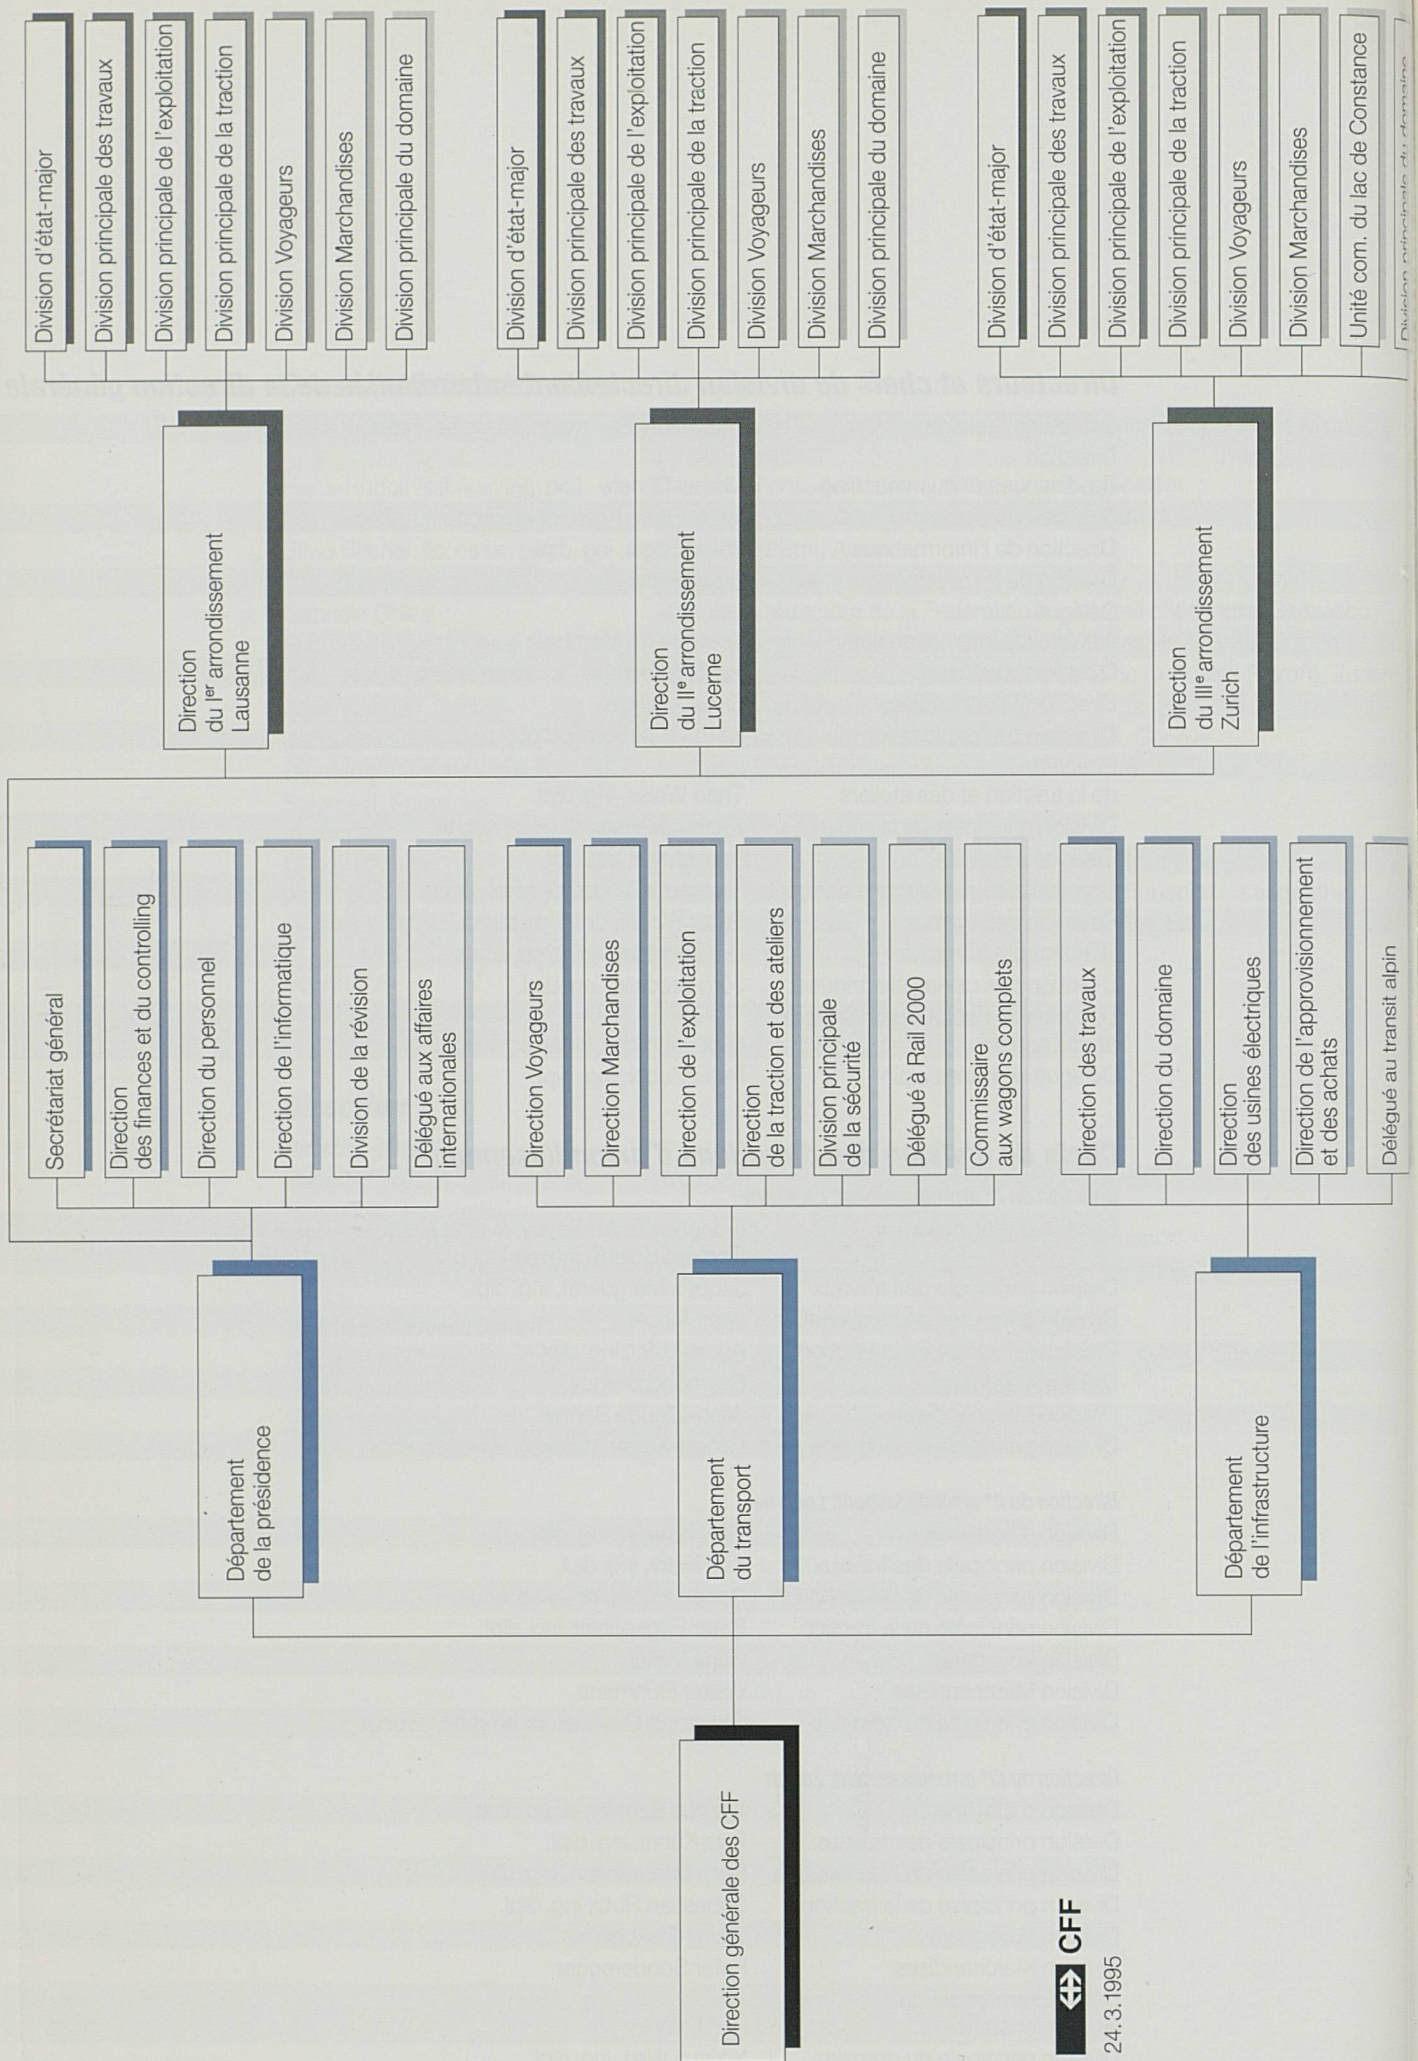 Direction générale des CFF
CFF
24.3.1995
Département
de la présidence
Département
du transport
Département
de l'infrastructure
Secrétariat général
Direction
des finances et du controlling
Direction du personnel
Direction de l'informatique
Division de la révision
Délégué aux affaires
internationales
Direction Voyageurs
Direction Marchandises
Direction de l'exploitation
Direction
de la traction et des ateliers
Division principale
de la sécurité
Délégué à Rail 2000
Commissaire
aux wagons complets
Direction des travaux
Direction du domaine
Direction
des usines électriques
Direction de l'approvisionnement
et des achats
Délégué au transit alpin
Direction
du Ier arrondissement
Lausanne
Direction
du IIe arrondissement
Lucerne
Direction
du IIIe arrondissement
Zurich
Division d'état-major
Division principale des travaux
Division principale de l'exploitation
Division principale de la traction
Division Voyageurs
Division Marchandises
Division principale du domaine
Division d'état-major
Division principale des travaux
Division principale de l'exploitation
Division principale de la traction
Division Voyageurs
Division Marchandises
Division principale du domaine
Division d'état-major
Division principale des travaux
Division principale de l'exploitation
Division principale de la traction
Division Voyageurs
Division Marchandises
Unité com. du lac de Constance
Division principale du domaine